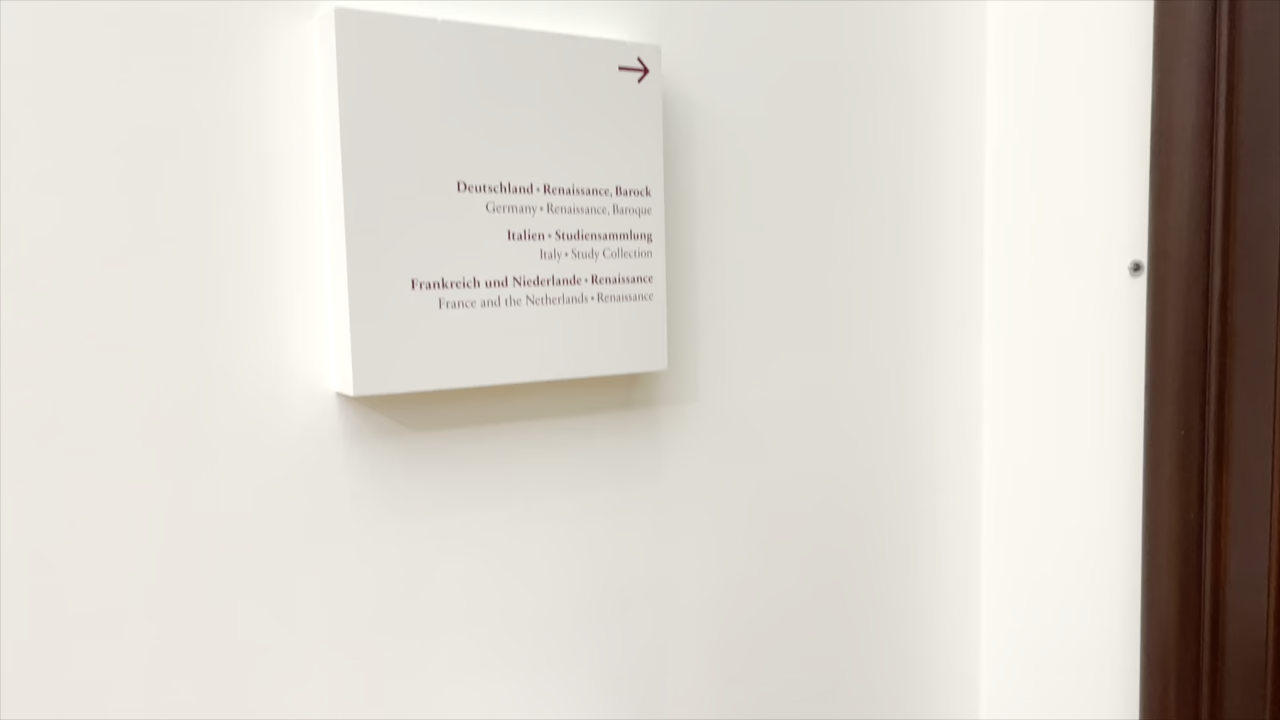 →
Deutschland • Renaissance, Barock
Germany • Renaissance, Baroque
Italien • Studiensammlung
Italy • Study Collection
Frankreich und Niederlande • Renaissance
France and the Netherlands • Renaissance